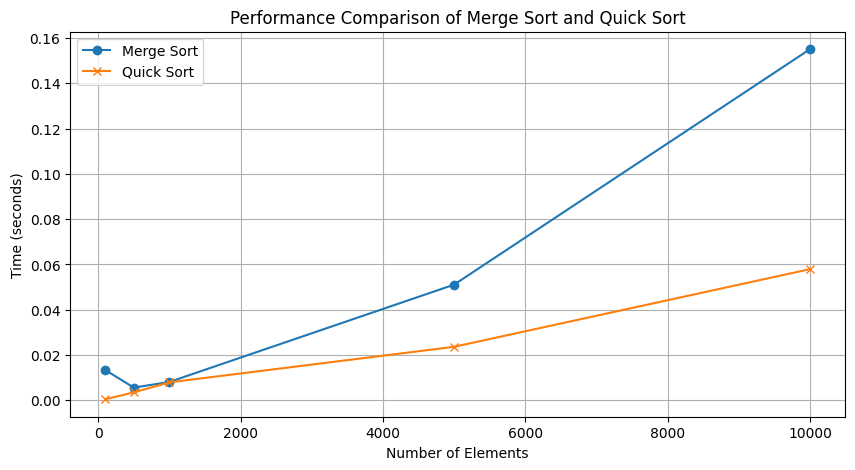 Performance Comparison of Merge Sort and Quick Sort
Merge Sort
Quick Sort
Time (seconds)
0.16
0.14
0.12
0.10
0.08
0.06
0.04
0.02
0.00
0 2000 4000 6000 8000 10000
Number of Elements